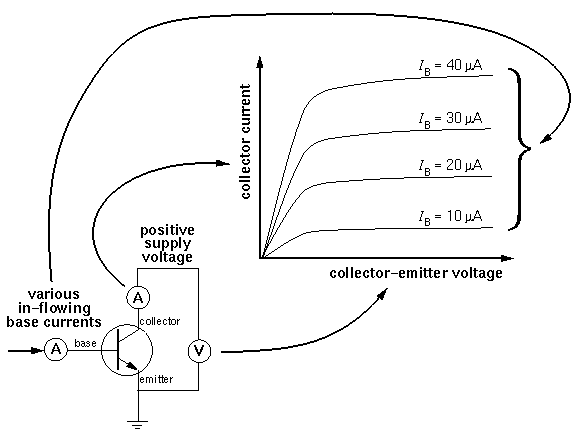 I_B = 40 μA
I_B = 30 μA
I_B = 20 μA
I_B = 10 μA
collector current
collector–emitter voltage
positive
supply
voltage
various
in–flowing
base currents
A
collector
A
base
V
emitter